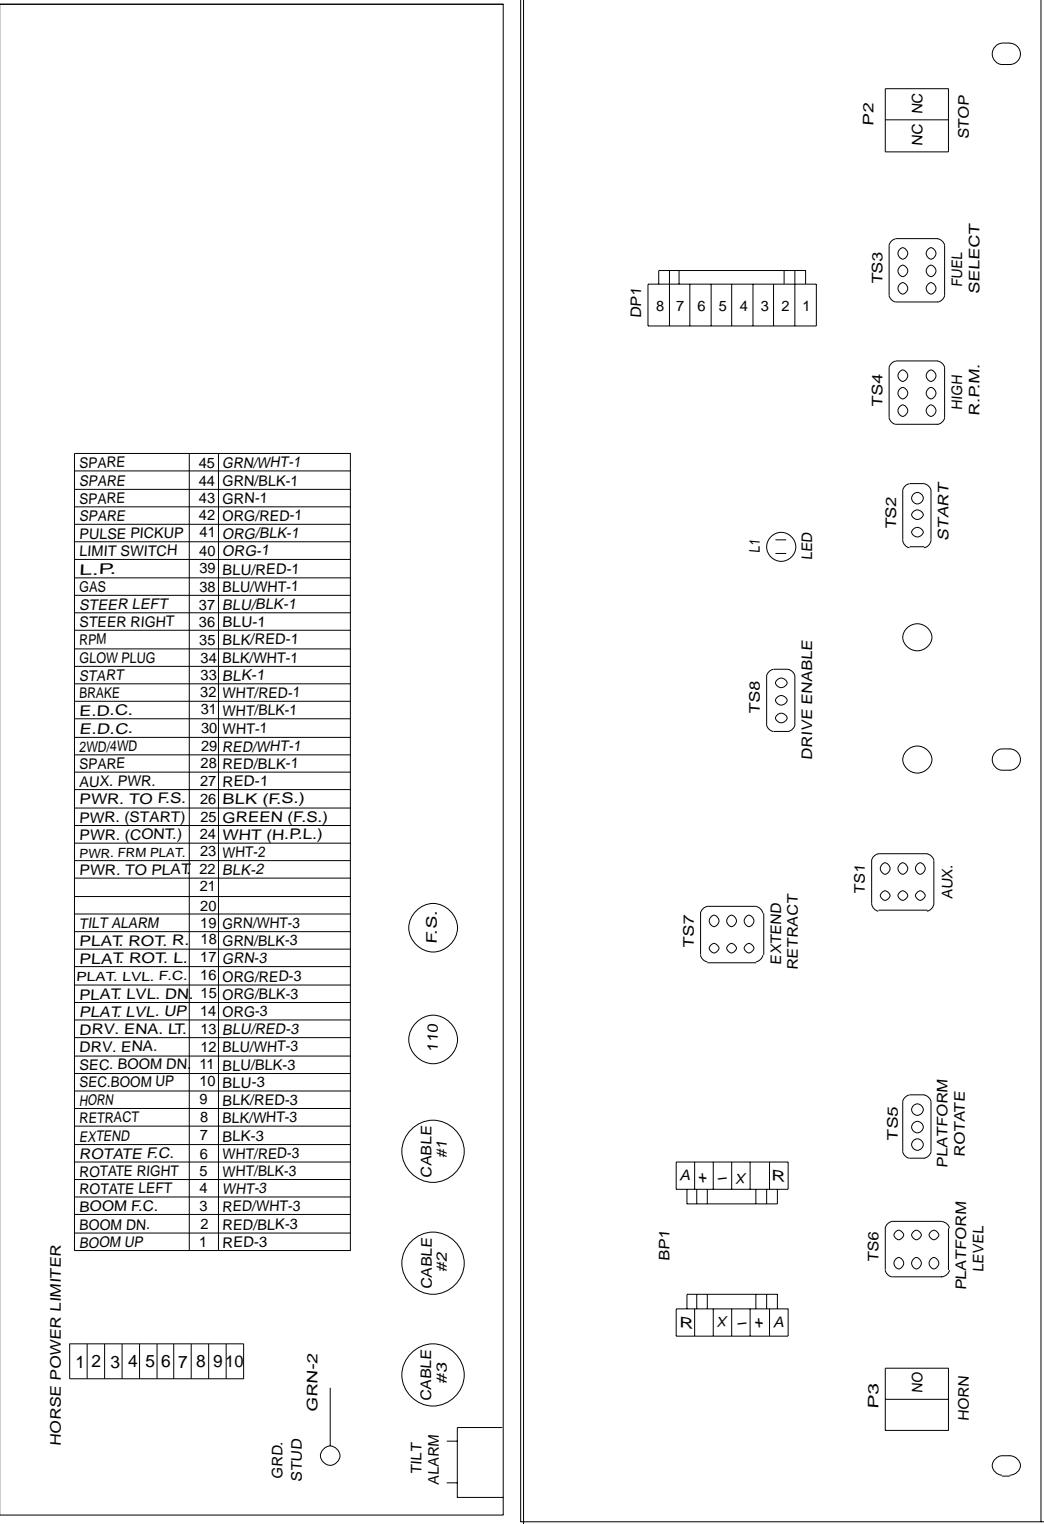 SPARE 45 GRN/WHT-1
SPARE 44 GRN/BLK-1
SPARE 43 GRN-1
SPARE 42 ORG/RED-1
PULSE PICKUP 41 ORG/BLK-1
LIMIT SWITCH 40 ORG-1
L.P. 39 BLU/RED-1
GAS 38 BLU/WHT-1
STEER LEFT 37 BLU/BLK-1
STEER RIGHT 36 BLU-1
RPM 35 BLK/RED-1
GLOW PLUG 34 BLK/WHT-1
START 33 BLK-1
BRAKE 32 WHT/RED-1
E.D.C. 31 WHT/BLK-1
E.D.C. 30 WHT-1
2WD/4WD 29 RED/WHT-1
SPARE 28 RED/BLK-1
AUX. PWR. 27 RED-1
PWR. TO F.S. 26 BLK (F.S.)
PWR. (START) 25 GREEN (F.S.)
PWR. (CONT.) 24 WHT (H.P.L.)
PWR. FRM PLAT. 23 WHT-2
PWR. TO PLAT. 22 BLK-2
21
20
TILT ALARM 19 GRN/WHT-3
PLAT. ROT. R. 18 GRN/BLK-3
PLAT. ROT. L. 17 GRN-3
PLAT. LVL. F.C. 16 ORG/RED-3
PLAT. LVL. DN. 15 ORG/BLK-3
PLAT. LVL. UP 14 ORG-3
DRV. ENA. LT. 13 BLU/RED-3
DRV. ENA. 12 BLU/WHT-3
SEC. BOOM DN. 11 BLU/BLK-3
SEC.BOOM UP 10 BLU-3
HORN 9 BLK/RED-3
RETRACT 8 BLK/WHT-3
EXTEND 7 BLK-3
ROTATE F.C. 6 WHT/RED-3
ROTATE RIGHT 5 WHT/BLK-3
ROTATE LEFT 4 WHT-3
BOOM F.C. 3 RED/WHT-3
BOOM DN. 2 RED/BLK-3
BOOM UP 1 RED-3
HORSE POWER LIMITER
1 2 3 4 5 6 7 8 9 10
GRN-2
GRD.
STUD
F.S.
110
CABLE
#1
CABLE
#2
CABLE
#3
TILT
ALARM
P2
NC NC
STOP
TS3
FUEL
SELECT
DP1
8 7 6 5 4 3 2 1
TS4
HIGH
R.P.M.
TS2
START
L1
LED
TS8
DRIVE ENABLE
TS1
AUX.
TS7
EXTEND
RETRACT
TS5
PLATFORM
ROTATE
A + - X R
BP1
R X - + A
TS6
PLATFORM
LEVEL
P3
NO
HORN